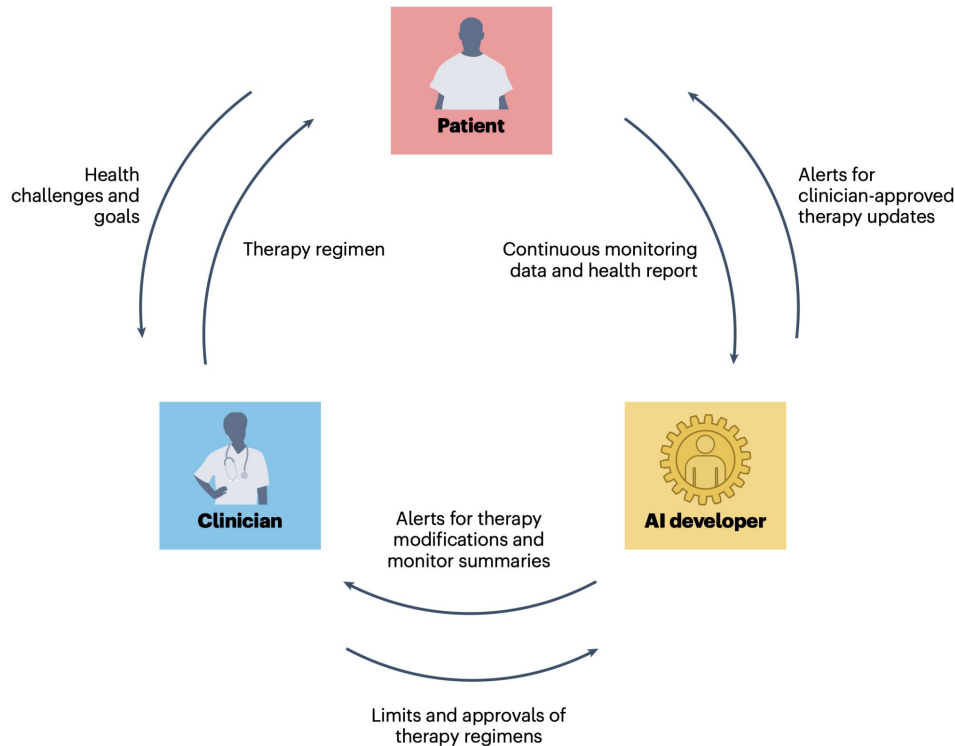 Patient
Health
challenges and
goals
Therapy regimen
Continuous monitoring
data and health report
Alerts for
clinician-approved
therapy updates
Clinician
AI developer
Alerts for therapy
modifications and
monitor summaries
Limits and approvals of
therapy regimens